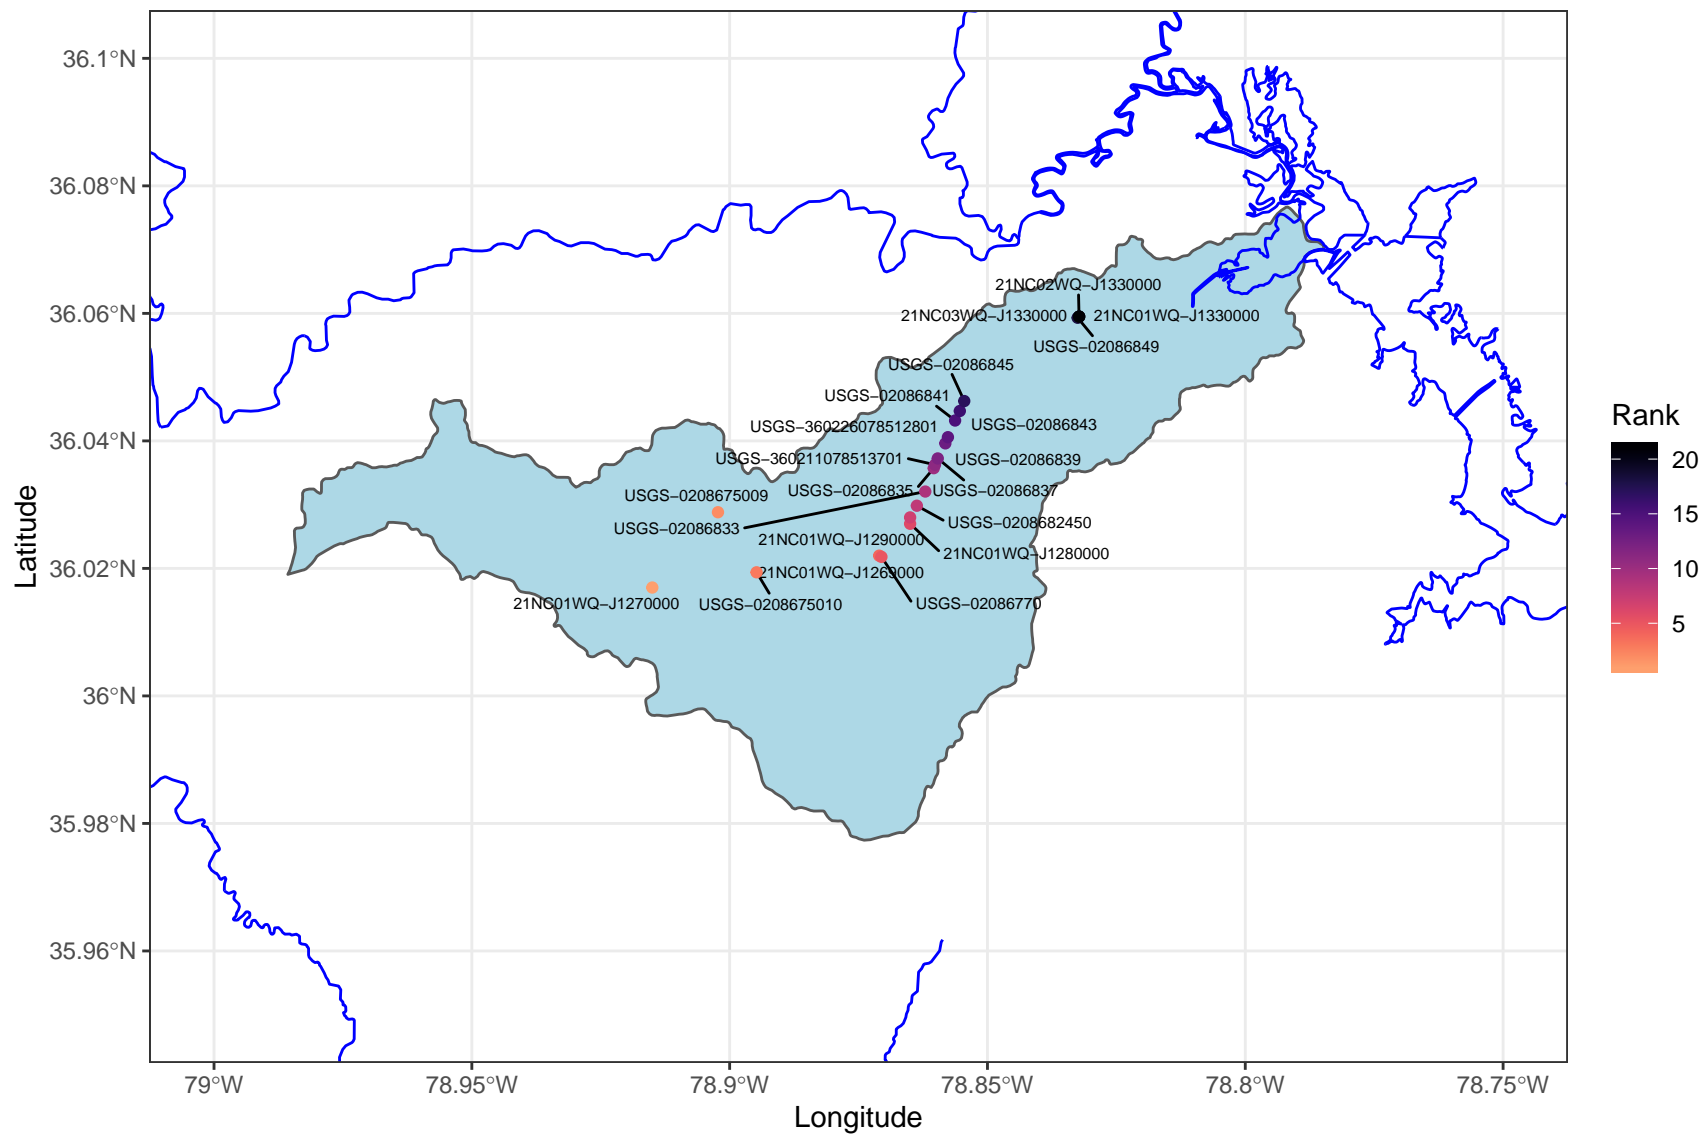 36.1°N
36.08°N
36.06°N
36.04°N
36.02°N
36°N
35.98°N
35.96°N
Latitude
21NC02WQ−J1330000
21NC03WQ−J1330000
21NC01WQ−J1330000
USGS−02086849
USGS−02086845
USGS−02086841
USGS−02086843
USGS−360226078512801
USGS−360211078513701
USGS−02086839
USGS−02086835
USGS−02086837
USGS−0208675009
USGS−02086833
USGS−0208682450
21NC01WQ−J1290000
21NC01WQ−J1280000
21NC01WQ−J1269000
21NC01WQ−J1270000
USGS−0208675010
USGS−02086770
79°W
78.95°W
78.9°W
78.85°W
78.8°W
78.75°W
Longitude
Rank
20
15
10
5